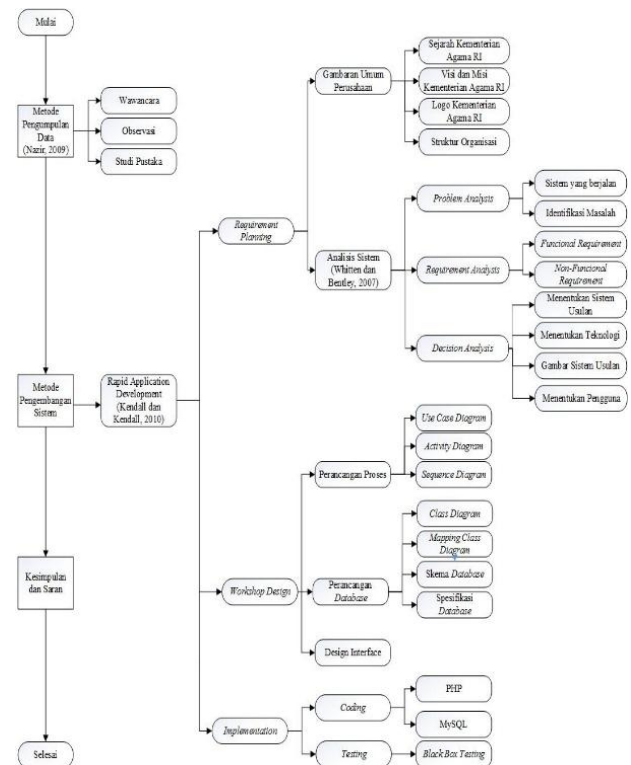 Mulai
Metode
Pengumpulan
Data
(Nazir, 2009)
Wawancara
Observasi
Studi Pustaka
Metode
Pengembangan
Sistem
Rapid Application
Development
(Kendall dan
Kendall, 2010)
Kesimpulan
dan Saran
Selesai
Requirement
Planning
Gambaran Umum
Perusahaan
Sejarah Kementerian
Agama RI
Visi dan Misi
Kementerian Agama RI
Logo Kementerian
Agama RI
Struktur Organisasi
Analisis Sistem
(Whitten dan
Bentley, 2007)
Problem Analysis
Sistem yang berjalan
Identifikasi Masalah
Requirement Analysis
Funcional Requirement
Non-Funcional
Requirement
Decision Analysis
Menentukan Sistem
Usulan
Menentukan Teknologi
Gambar Sistem Usulan
Menentukan Pengguna
Workshop Design
Perancangan Proses
Use Case Diagram
Activity Diagram
Sequence Diagram
Perancangan
Database
Class Diagram
Mapping Class
Diagram
Skema Database
Spesifikasi
Database
Design Interface
Implementation
Coding
PHP
MySQL
Testing
Black Box Testing